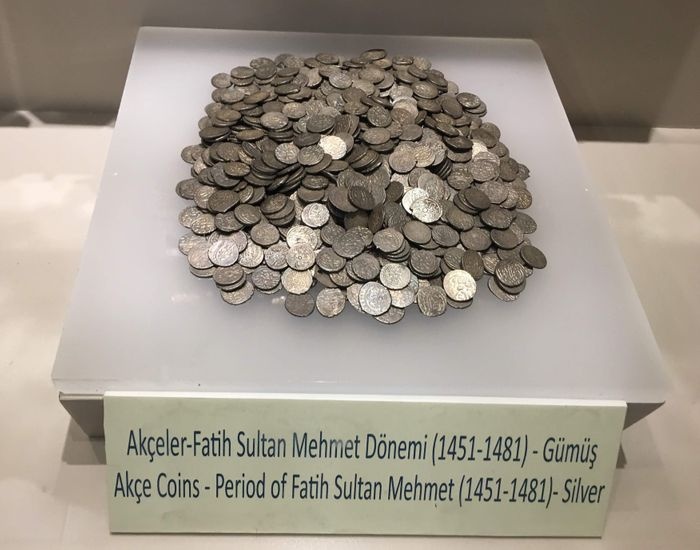 Akçeler-Fatih Sultan Mehmet Dönemi (1451-1481) - Gümüş
Akçe Coins - Period of Fatih Sultan Mehmet (1451-1481)- Silver